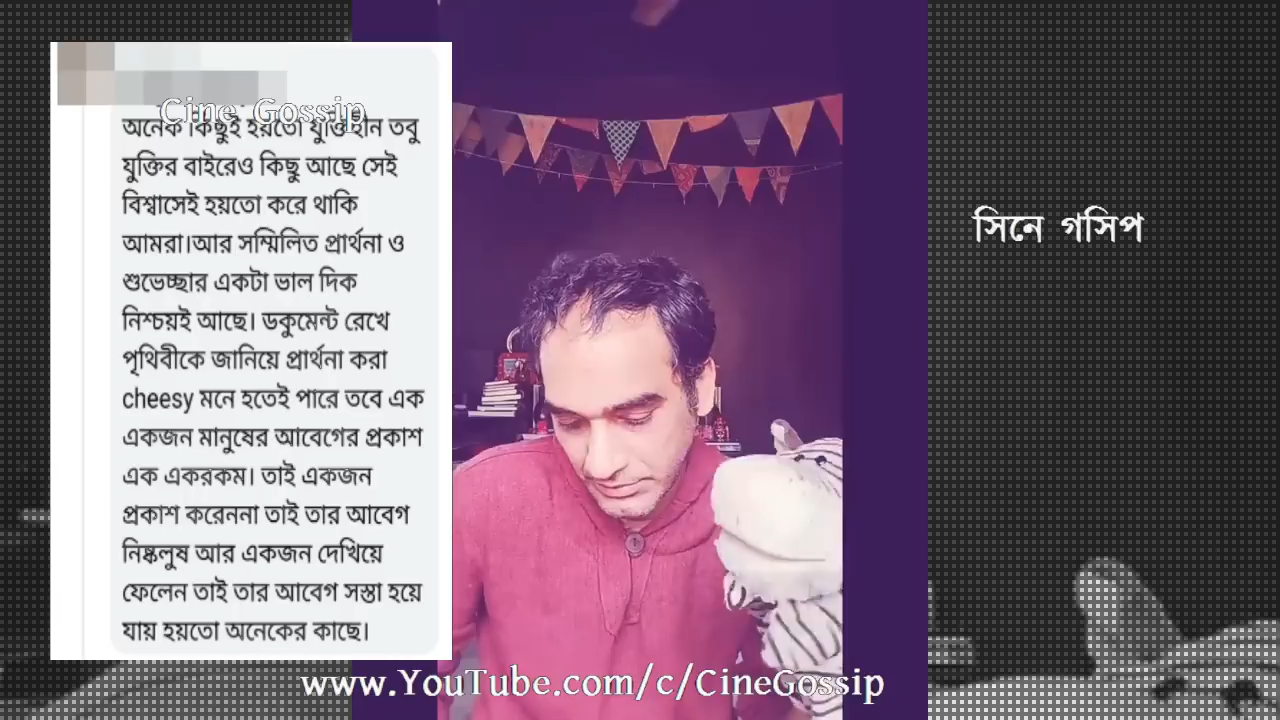 Cine Gossip
অনেক কিছুই হয়তো যুক্তিহীন তবু
যুক্তির বাইরেও কিছু আছে সেই
বিশ্বাসেই হয়তো করে থাকি
আমরা।আর সম্মিলিত প্রার্থনা ও
শুভেচ্ছার একটা ভাল দিক
নিশ্চয়ই আছে। ডকুমেন্ট রেখে
পৃথিবীকে জানিয়ে প্রার্থনা করা
cheesy মনে হতেই পারে তবে এক
একজন মানুষের আবেগের প্রকাশ
এক একরকম। তাই একজন
প্রকাশ করেননা তাই তার আবেগ
নিষ্কলুষ আর একজন দেখিয়ে
ফেলেন তাই তার আবেগ সস্তা হয়ে
যায় হয়তো অনেকের কাছে।
সিনে গসিপ
www.YouTube.com/c/CineGossip